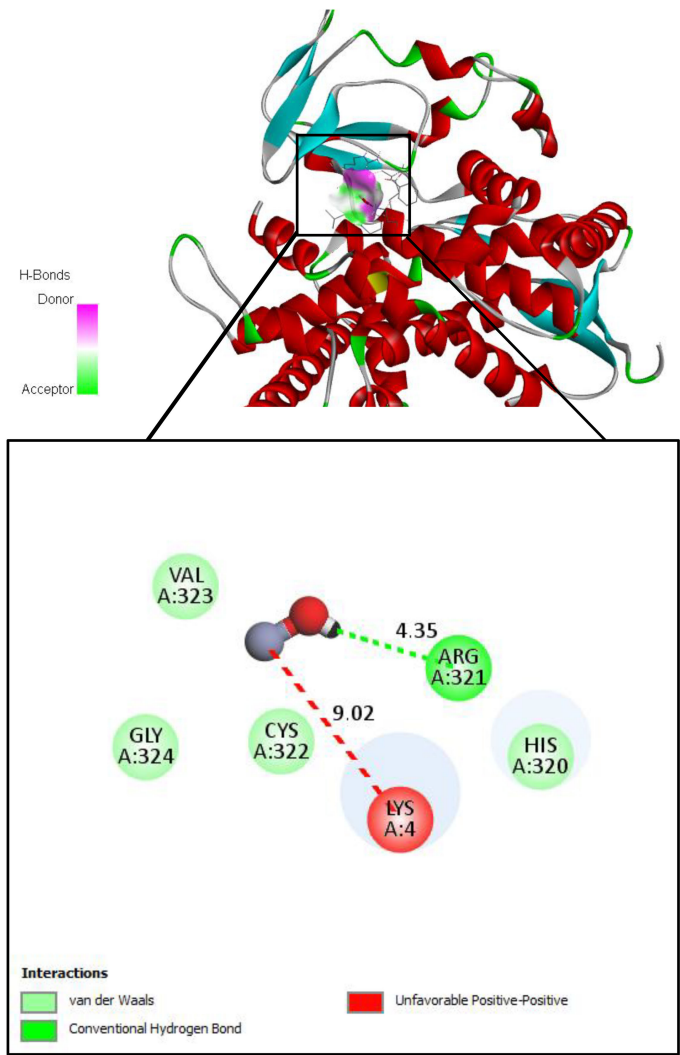 H-Bonds
Donor
Acceptor
VAL
A:323
4.35
ARG
A:321
9.02
GLY
A:324
CYS
A:322
HIS
A:320
LYS
A:4
Interactions
van der Waals
Conventional Hydrogen Bond
Unfavorable Positive-Positive